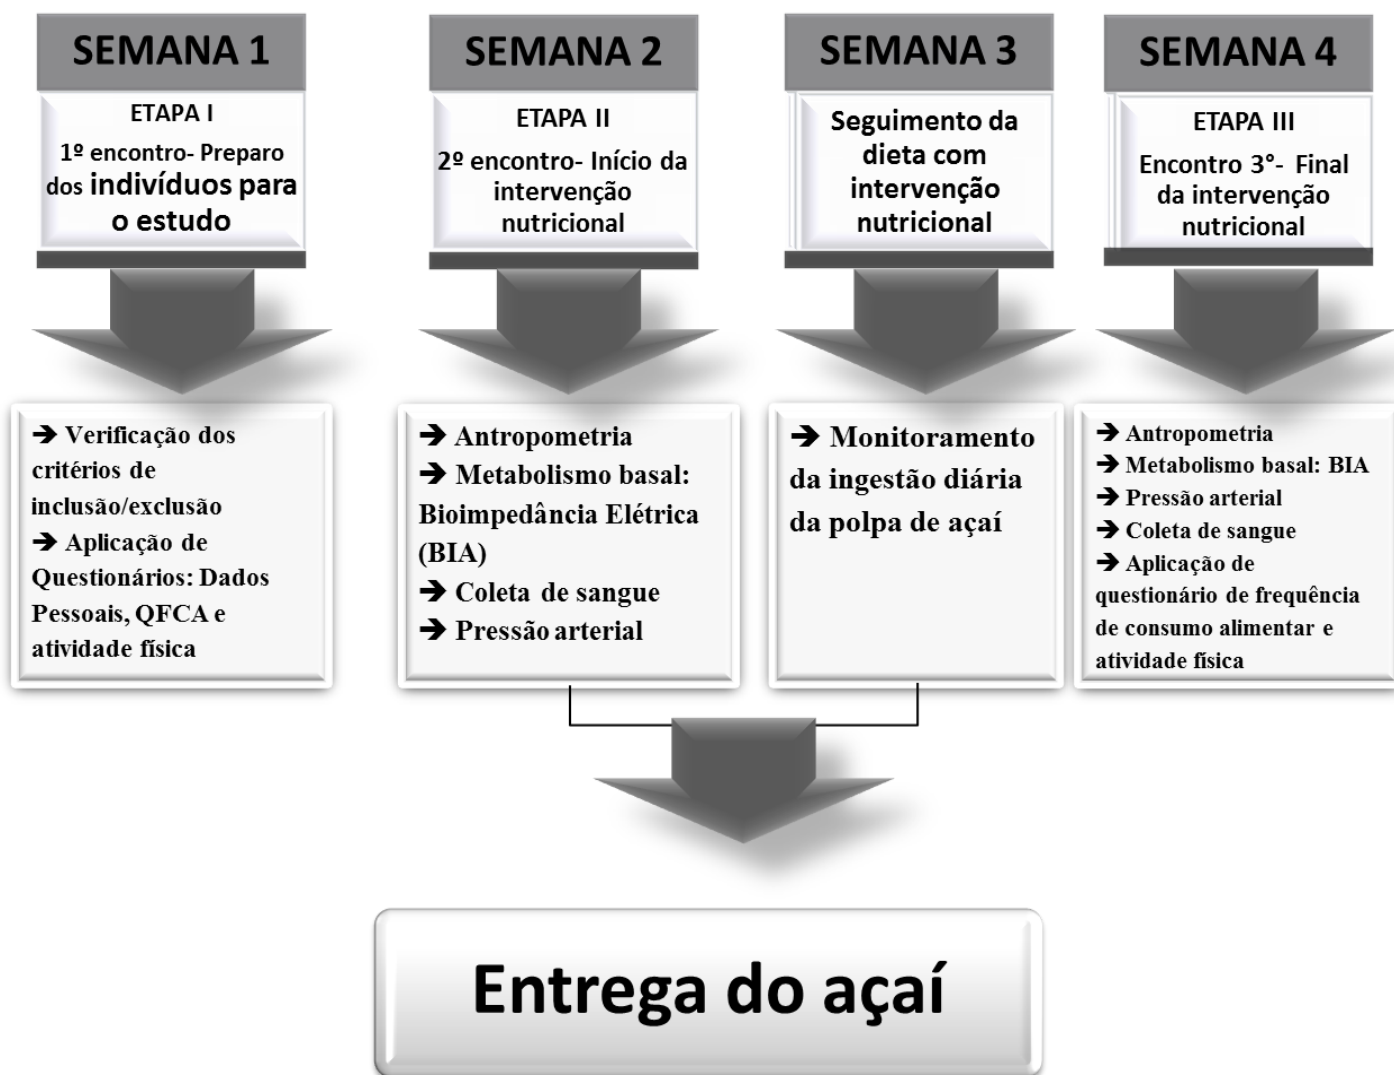 SEMANA 1
ETAPA I
1º encontro- Preparo
dos indivíduos para
o estudo
➔ Verificação dos
critérios de
inclusão/exclusão
➔ Aplicação de
Questionários: Dados
Pessoais, QFCA e
atividade física
SEMANA 2
ETAPA II
2º encontro- Início da
intervenção
nutricional
➔ Antropometria
➔ Metabolismo basal:
Bioimpedância Elétrica
(BIA)
➔ Coleta de sangue
➔ Pressão arterial
SEMANA 3
Seguimento da
dieta com
intervenção
nutricional
➔ Monitoramento
da ingestão diária
da polpa de açaí
SEMANA 4
ETAPA III
Encontro 3°- Final
da intervenção
nutricional
➔ Antropometria
➔ Metabolismo basal: BIA
➔ Pressão arterial
➔ Coleta de sangue
➔ Aplicação de
questionário de frequência
de consumo alimentar e
atividade física
Entrega do açaí